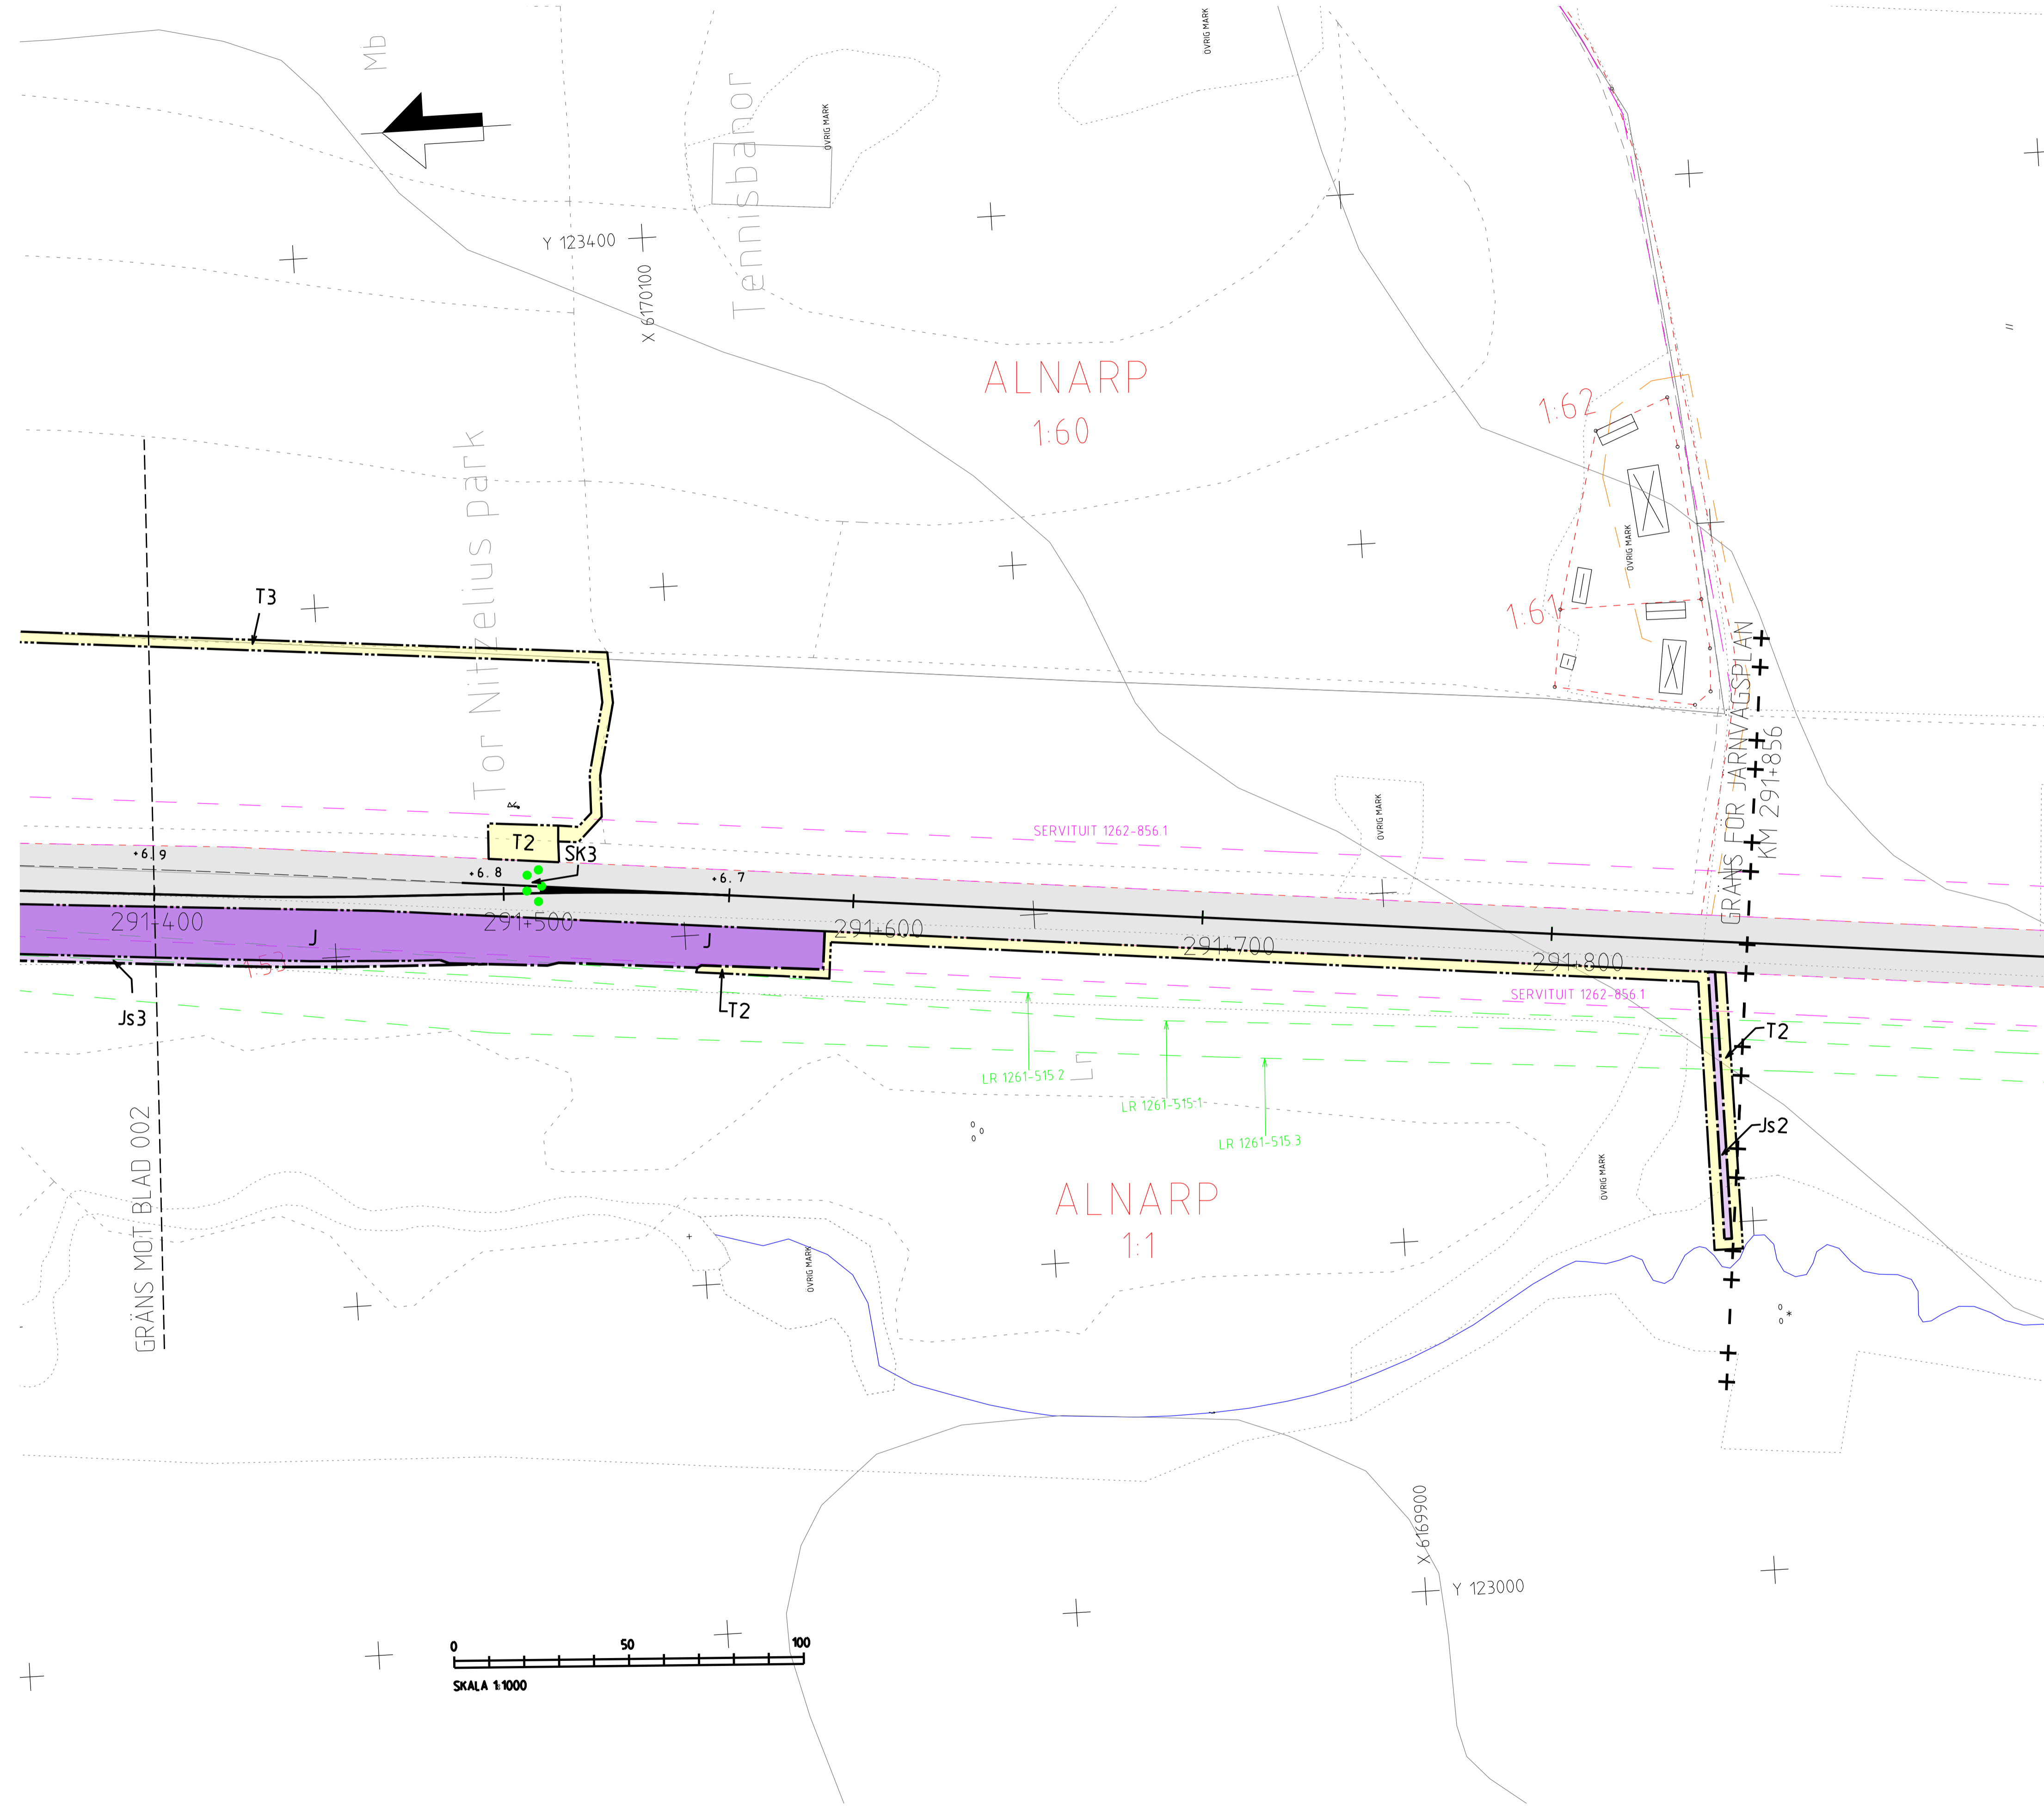 Mb
ÖVRIG MARK
ÖVRIG MARK
Tennisbanor
Y 123400
X 6170100
ALNARP
1:60
1:62
1:61
ÖVRIG MARK
Tor Nitzelius park
T3
GRÄNS FÖR JÄRNVÄGSPLAN
KM 291+856
SERVITUIT 1262-856.1
ÖVRIG MARK
T2
SK3
+6.9
+6.8
+6.7
291+400
291+500
291+600
291+700
291+800
J
J
1:53
Js3
T2
SERVITUIT 1262-856.1
T2
Js2
LR 1261-515.2
Lr
LR 1261-515.1
LR 1261-515.3
GRÄNS MOT BLAD 002
ALNARP
1:1
ÖVRIG MARK
ÖVRIG MARK
X 6169900
Y 123000
0 50 100
SKALA 1:1000